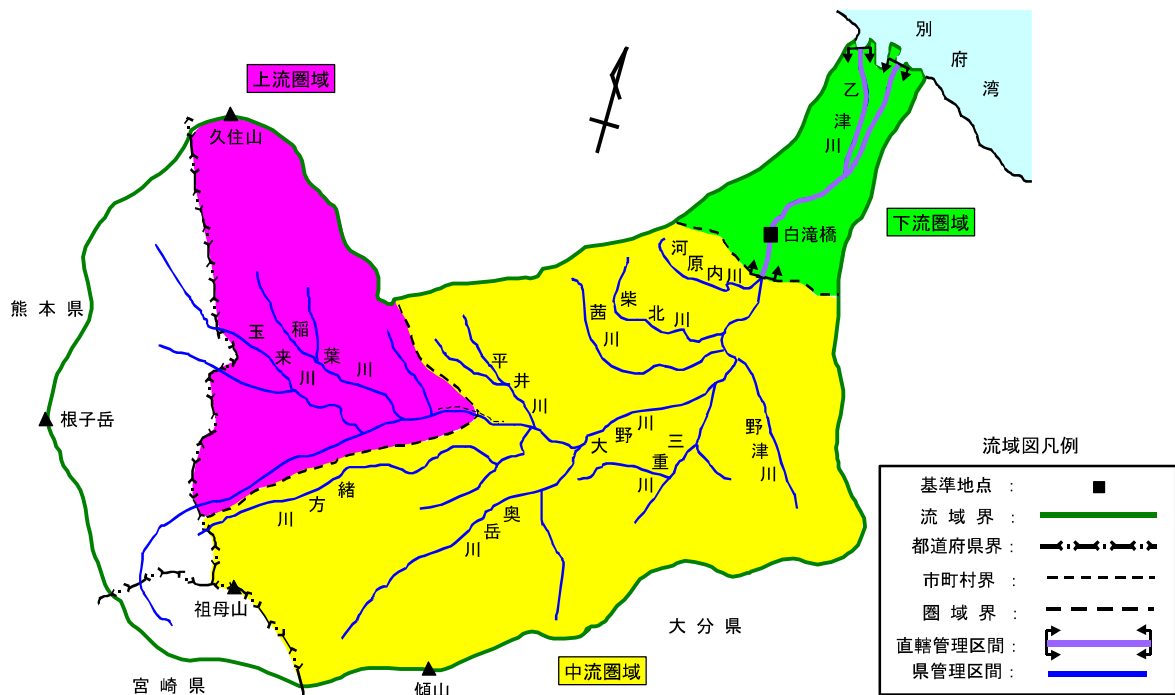 別府湾
上流圏域
久住山
乙津川
下流圏域
白滝橋
河原内川
熊本県
柴北川
茜川
稲葉川
玉来川
平井川
根子岳
大野川
三重川
野津川
緒方川
奥岳川
祖母山
大分県
宮崎県
傾山
中流圏域
流域図凡例
基準地点 :
流域界 :
都道府県界 :
市町村界 :
圏域界 :
直轄管理区間 :
県管理区間 :